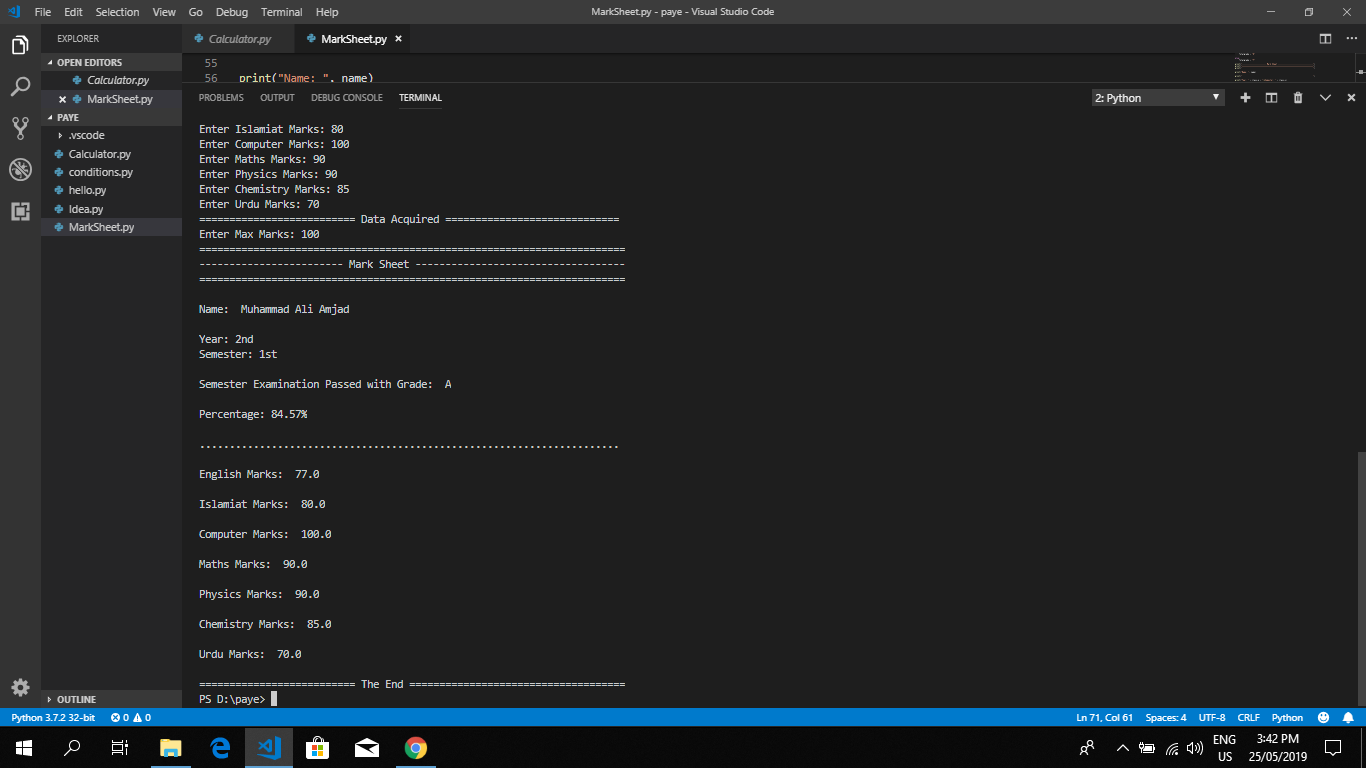 File Edit Selection View Go Debug Terminal Help
MarkSheet.py - paye - Visual Studio Code
EXPLORER
OPEN EDITORS
Calculator.py
MarkSheet.py
PAYE
.vscode
Calculator.py
conditions.py
hello.py
Idea.py
MarkSheet.py
OUTLINE
Calculator.py
MarkSheet.py
55
56 print("Name: ", name)
PROBLEMS OUTPUT DEBUG CONSOLE TERMINAL
2: Python
Enter Islamiat Marks: 80
Enter Computer Marks: 100
Enter Maths Marks: 90
Enter Physics Marks: 90
Enter Chemistry Marks: 85
Enter Urdu Marks: 70
========================== Data Acquired =============================
Enter Max Marks: 100
=======================================================================
------------------------ Mark Sheet -----------------------------------
=======================================================================
Name:  Muhammad Ali Amjad
Year: 2nd
Semester: 1st
Semester Examination Passed with Grade:  A
Percentage: 84.57%
......................................................................
English Marks:  77.0
Islamiat Marks:  80.0
Computer Marks:  100.0
Maths Marks:  90.0
Physics Marks:  90.0
Chemistry Marks:  85.0
Urdu Marks:  70.0
========================== The End ====================================
PS D:\paye>
Python 3.7.2 32-bit 0 0
Ln 71, Col 61 Spaces: 4 UTF-8 CRLF Python
ENG
US
3:42 PM
25/05/2019